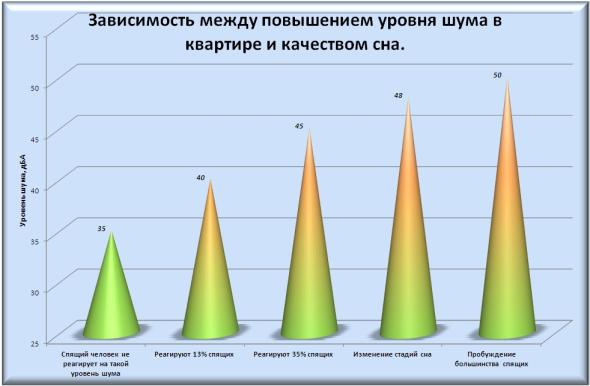 Зависимость между повышением уровня шума в
квартире и качеством сна.
Уровень шума, дБА
55
50
45
40
35
30
25
35
40
45
48
50
Спящий человек не
реагирует на такой
уровень шума
Реагируют 13% спящих
Реагируют 35% спящих
Изменение стадий сна
Пробуждение
большинства спящих